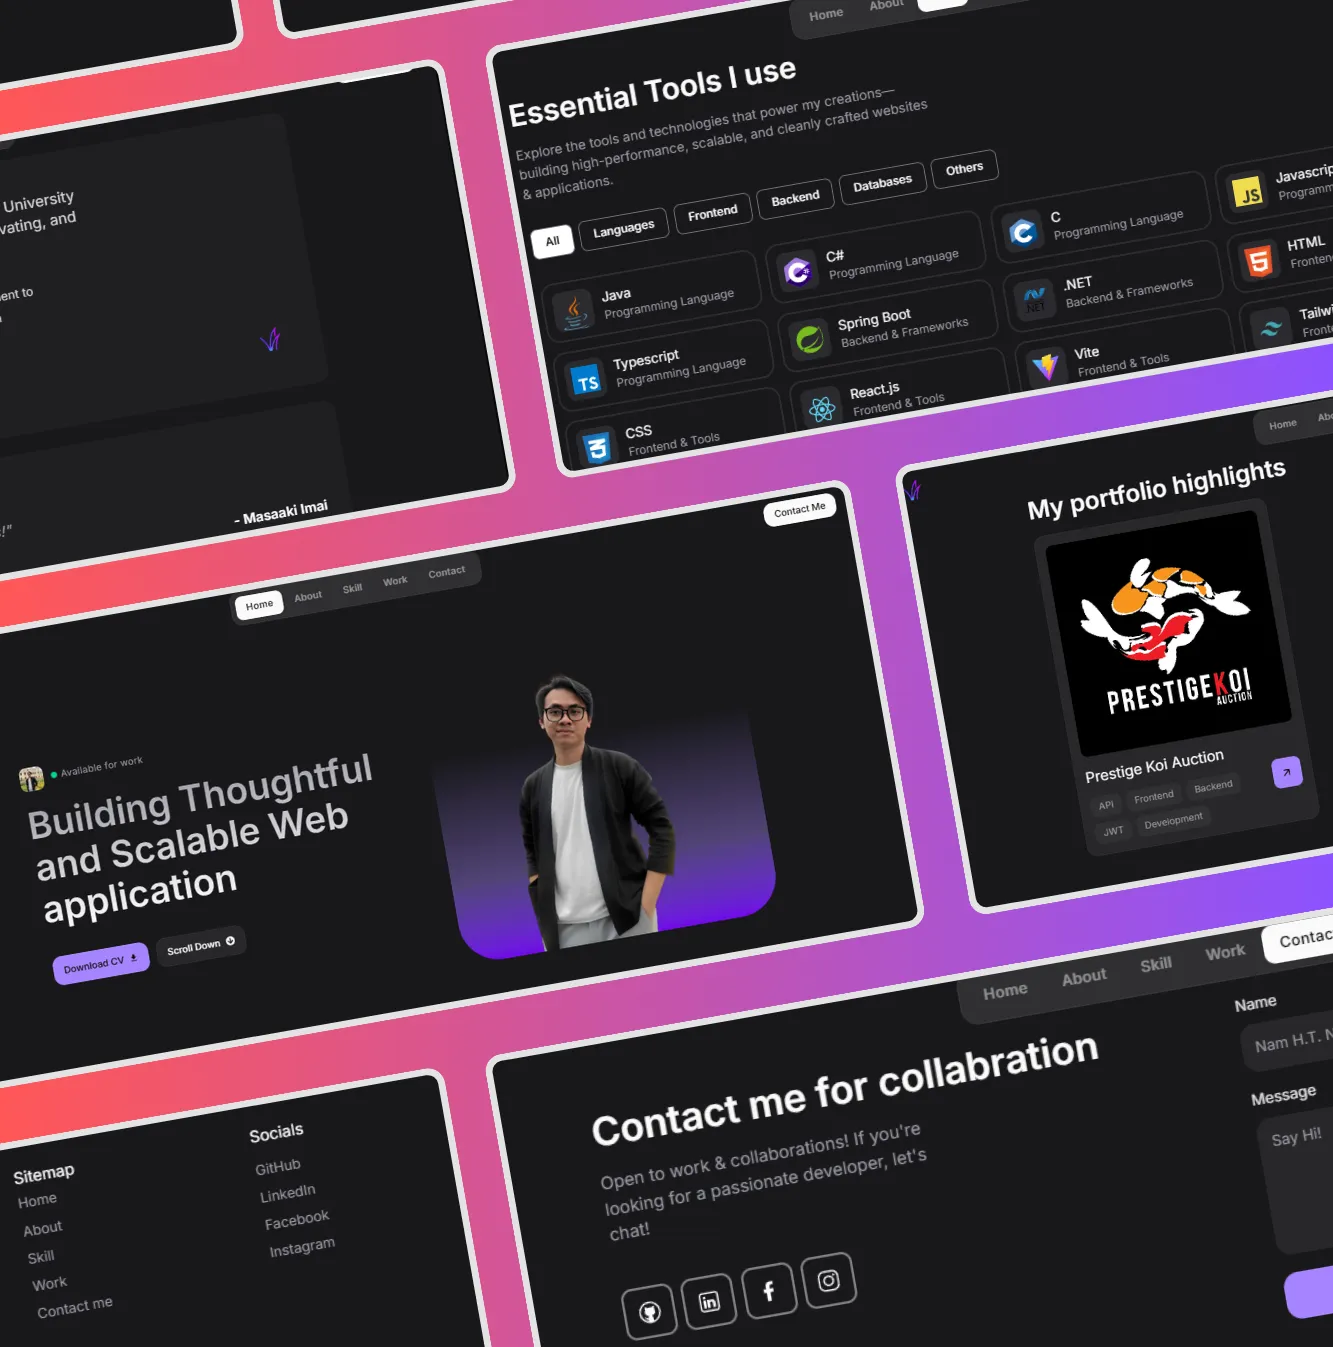 University
vating, and
ent to
!"
- Masaaki Imai
Home About
Essential Tools I use
Explore the tools and technologies that power my creations—
building high-performance, scalable, and cleanly crafted websites
& applications.
All Languages Frontend Backend Databases Others
Java
Programming Language
C#
Programming Language
C
Programming Language
JS
Javascrip
Programm
Typescript
Programming Language
TS
Spring Boot
Backend & Frameworks
.NET
.NET
Backend & Frameworks
HTML
Fronten
CSS
Frontend & Tools
React.js
Frontend & Tools
Vite
Frontend & Tools
Tailwi
Fronte
Home About Skill Work Contact
Contact Me
Available for work
Building Thoughtful
and Scalable Web
application
Download CV
Scroll Down
Home Abo
My portfolio highlights
PRESTIGEKOI
AUCTION
Prestige Koi Auction
API Frontend Backend
JWT Development
Sitemap
Home
About
Skill
Work
Contact me
Socials
GitHub
LinkedIn
Facebook
Instagram
Home About Skill Work Contac
Contact me for collabration
Open to work & collaborations! If you're
looking for a passionate developer, let's
chat!
in
f
Name
Nam H.T. N
Message
Say Hi!